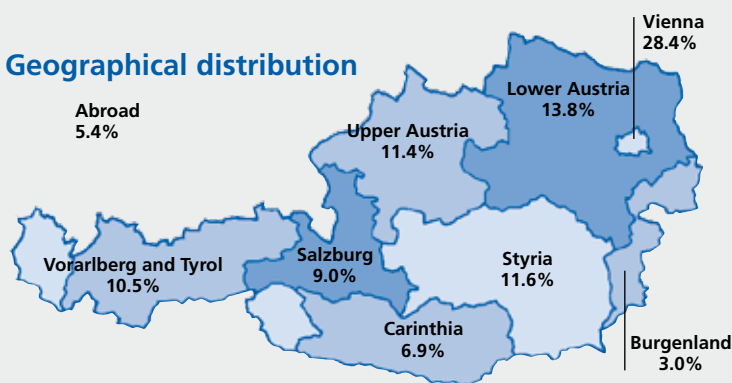 Geographical distribution
Abroad
5.4%
Vienna
28.4%
Lower Austria
13.8%
Upper Austria
11.4%
Vorarlberg and Tyrol
10.5%
Salzburg
9.0%
Styria
11.6%
Carinthia
6.9%
Burgenland
3.0%